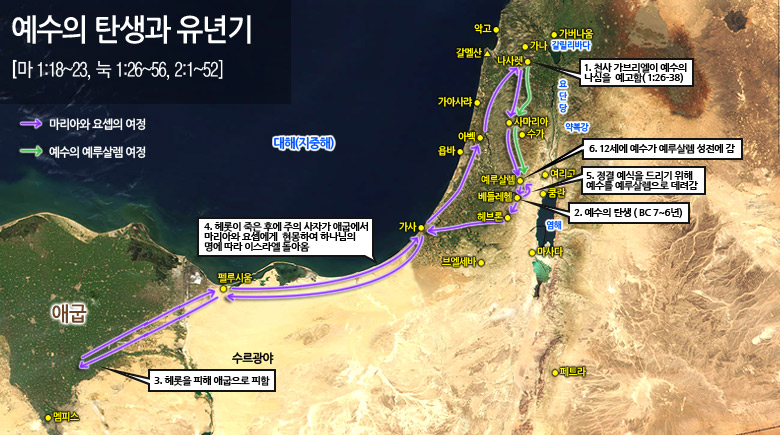 예수의 탄생과 유년기
[마 1:18~23, 눅 1:26~56, 2:1~52]
마리아와 요셉의 여정
예수의 예루살렘 여정
대해(지중해)
악고
가버나움
가나
갈릴리바다
갈멜산
나사렛
1. 천사 가브리엘이 예수의
나심을 예고함(1:26-38)
요
단
강
가이사랴
사마리아
수가
얍복강
아벡
욥바
6. 12세에 예수가 예루살렘 성전에 감
예루살렘
여리고
5. 정결 예식을 드리기 위해
예수를 예루살렘으로 데려감
베들레헴
쿰란
2. 예수의 탄생 ( BC 7~6년)
헤브론
염해
가사
4. 헤롯이 죽은 후에 주의 사자가 애굽에서
마리아와 요셉에게 현몽하여 하나님의
명에 따라 이스라엘 돌아옴
마사다
브엘세바
펠루시움
애굽
수르광야
3. 헤롯을 피해 애굽으로 피함
페트라
멤피스